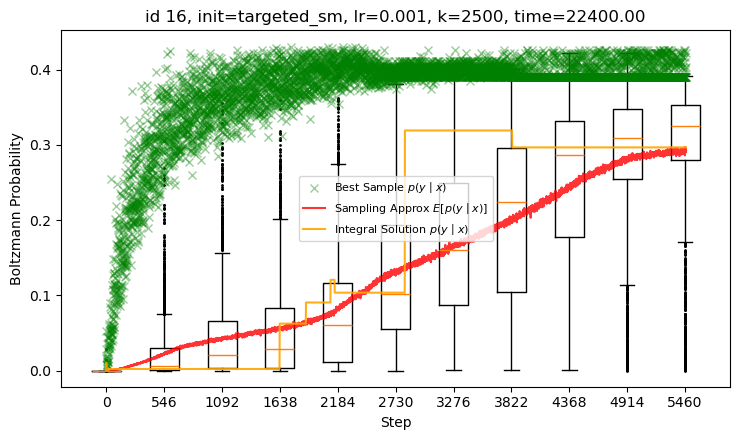 id 16, init=targeted_sm, lr=0.001, k=2500, time=22400.00
Boltzmann Probability
0.4
0.3
0.2
0.1
0.0
Best Sample p(y | x)
Sampling Approx E[p(y | x)]
Integral Solution p(y | x)
0 546 1092 1638 2184 2730 3276 3822 4368 4914 5460
Step